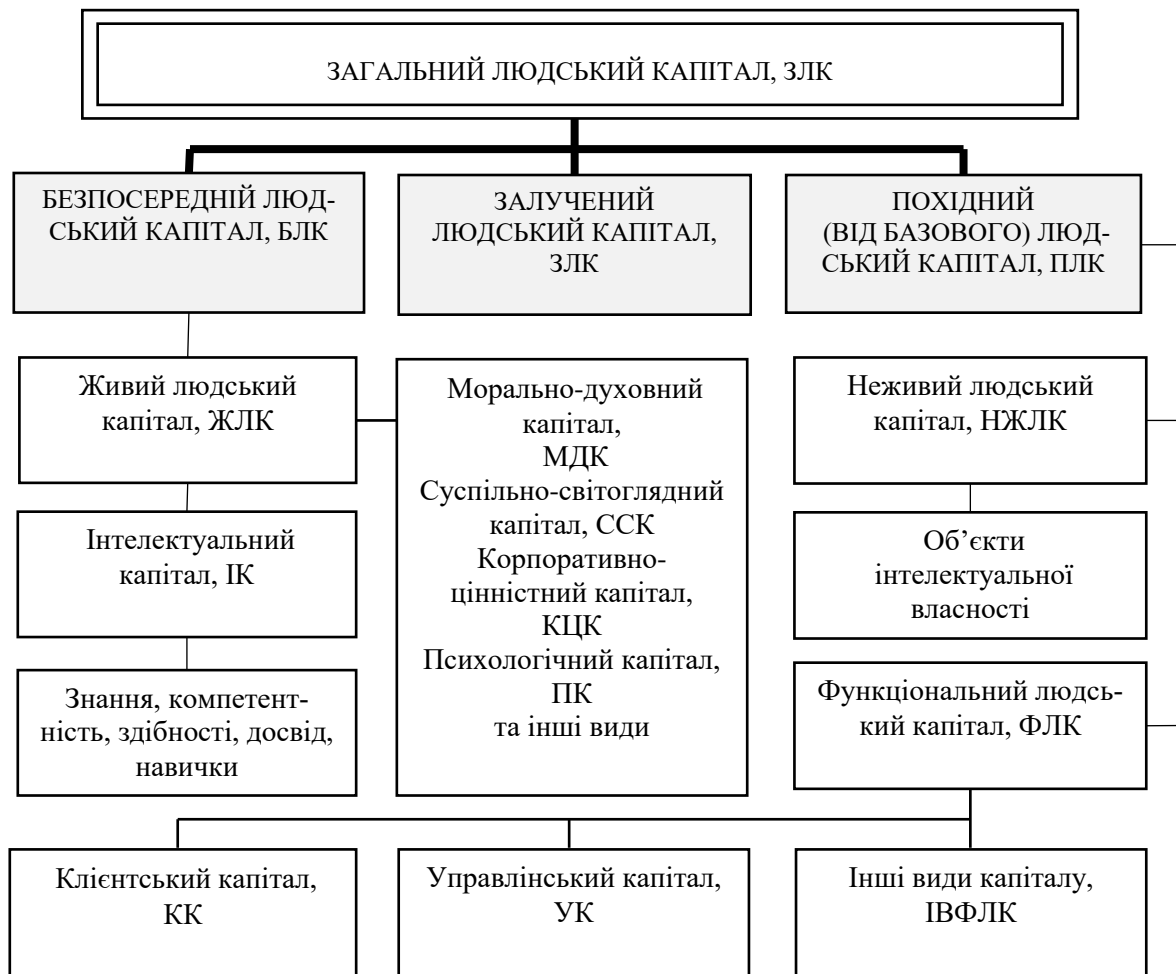 ЗАГАЛЬНИЙ ЛЮДСЬКИЙ КАПІТАЛ, ЗЛК
БЕЗПОСЕРЕДНІЙ ЛЮД-
СЬКИЙ КАПІТАЛ, БЛК
ЗАЛУЧЕНИЙ
ЛЮДСЬКИЙ КАПІТАЛ,
ЗЛК
ПОХІДНИЙ
(ВІД БАЗОВОГО) ЛЮД-
СЬКИЙ КАПІТАЛ, ПЛК
Живий людський
капітал, ЖЛК
Морально-духовний
капітал,
МДК
Суспільно-світоглядний
капітал, ССК
Корпоративно-
цінністний капітал,
КЦК
Психологічний капітал,
ПК
та інші види
Неживий людський
капітал, НЖЛК
Інтелектуальний
капітал, ІК
Об’єкти
інтелектуальної
власності
Знання, компетент-
ність, здібності, досвід,
навички
Функціональний людсь-
кий капітал, ФЛК
Клієнтський капітал,
КК
Управлінський капітал,
УК
Інші види капіталу,
ІВФЛК